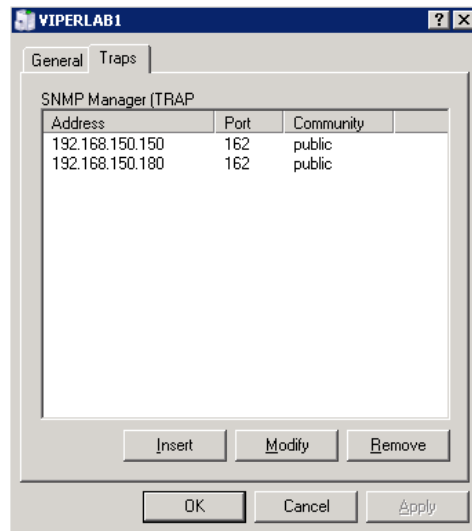 VIPERLAB1
General Traps
SNMP Manager (TRAP
Address Port Community
192.168.150.150 162 public
192.168.150.180 162 public
Insert Modify Remove
OK Cancel Apply